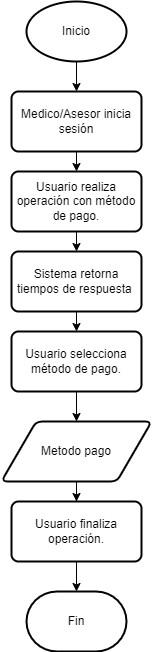 Inicio
Medico/Asesor inicia
sesión
Usuario realiza
operación con método
de pago.
Sistema retorna
tiempos de respuesta
Usuario selecciona
método de pago.
Metodo pago
Usuario finaliza
operación.
Fin